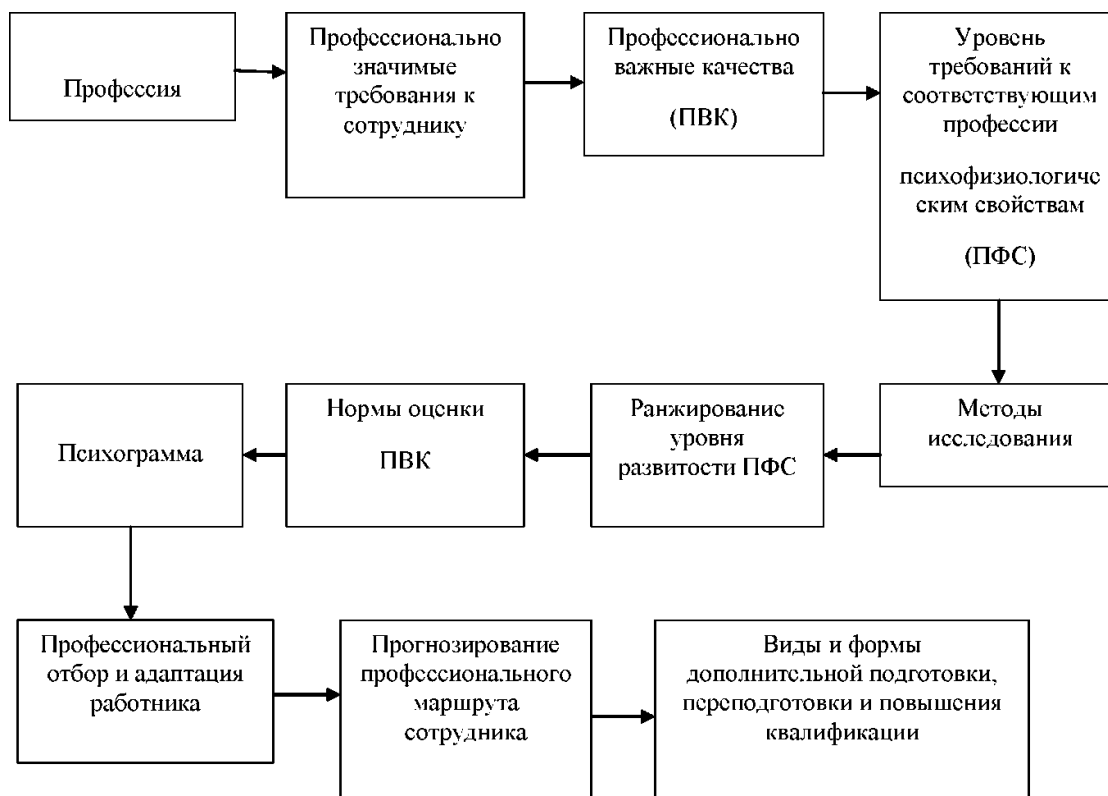 Профессия
Профессионально
значимые
требования к
сотруднику
Профессионально
важные качества
(ПВК)
Уровень
требований к
соответствующим
профессии
психофизиологиче
ским свойствам
(ПФС)
Психограмма
Нормы оценки
ПВК
Ранжирование
уровня
развитости ПФС
Методы
исследования
Профессиональный
отбор и адаптация
работника
Прогнозирование
профессионального
маршрута
сотрудника
Виды и формы
дополнительной подготовки,
переподготовки и повышения
квалификации